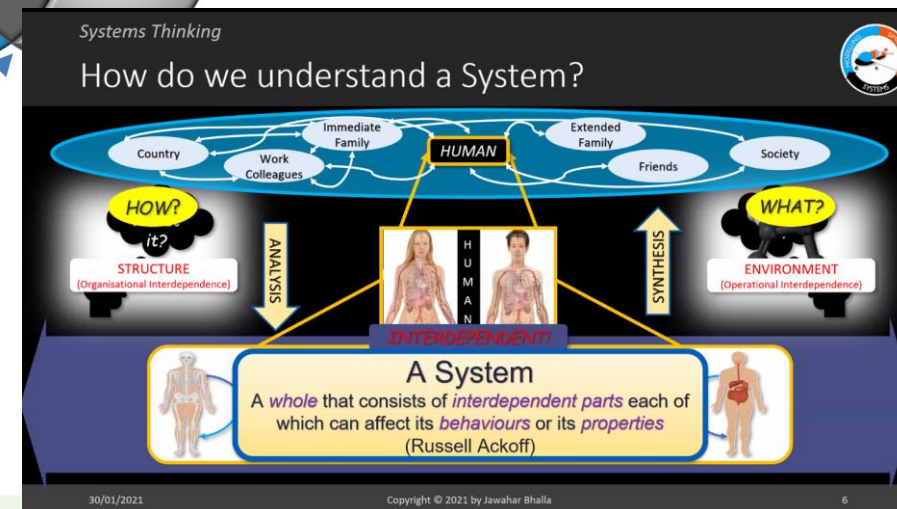 Systems Thinking
How do we understand a System?
MODELLING
SYSTEMS
Country
Immediate
Family
Work
Colleagues
HUMAN
Extended
Family
Friends
Society
HOW?
it?
STRUCTURE
(Organisational Interdependence)
ANALYSIS
HUMAN
SYNTHESIS
WHAT?
ENVIRONMENT
(Operational Interdependence)
INTERDEPENDENT!
A System
A whole that consists of interdependent parts each of
which can affect its behaviours or its properties
(Russell Ackoff)
30/01/2021
Copyright © 2021 by Jawahar Bhalla
6